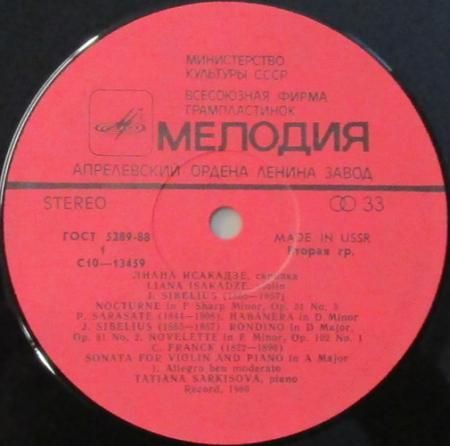 МИНИСТЕРСТВО
КУЛЬТУРЫ СССР
ВСЕСОЮЗНАЯ ФИРМА
ГРАМПЛАСТИНОК
МЕЛОДИЯ
АПРЕЛЕВСКИЙ ОРДЕНА ЛЕНИНА ЗАВОД
STEREO 33
ГОСТ 5289-88 MADE IN USSR
1 Вторая гр.
С10—13459
ЛИАНА ИСАКАДЗЕ, скрипка
LIANA ISAKADZE, violin
J. SIBELIUS (1865—1957)
NOCTURNE in F Sharp Minor, Op. 51 No. 3
P. SARASATE (1844—1908), HABANERA in D Minor
J. SIBELIUS (1865—1957). RONDINO in D Major,
Op. 81 No. 2, NOVELETTE in F Minor, Op. 102 No. 1
C. FRANCK (1822—1890)
SONATA FOR VIOLIN AND PIANO in A Major
1. Allegro ben moderato
TATIANA SARKISOVA, piano
Record. 1980